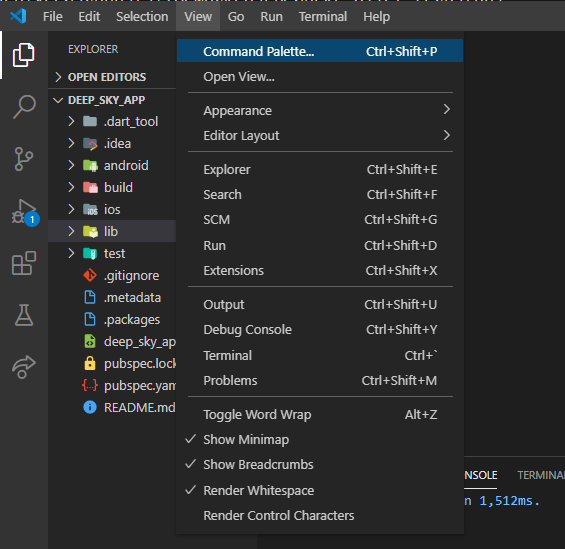 File Edit Selection View Go Run Terminal Help
EXPLORER
OPEN EDITORS
DEEP_SKY_APP
.dart_tool
.idea
android
build
ios
lib
test
.gitignore
.metadata
.packages
deep_sky_ap
pubspec.lock
pubspec.yam
README.md
1
Command Palette... Ctrl+Shift+P
Open View...
Appearance
Editor Layout
Explorer Ctrl+Shift+E
Search Ctrl+Shift+F
SCM Ctrl+Shift+G
Run Ctrl+Shift+D
Extensions Ctrl+Shift+X
Output Ctrl+Shift+U
Debug Console Ctrl+Shift+Y
Terminal Ctrl+`
Problems Ctrl+Shift+M
Toggle Word Wrap Alt+Z
Show Minimap
Show Breadcrumbs
Render Whitespace
Render Control Characters
CONSOLE TERMINA
n 1,512ms.